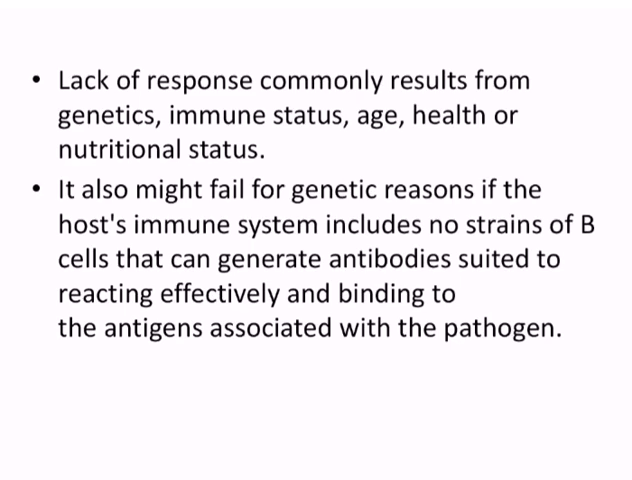 • Lack of response commonly results from
genetics, immune status, age, health or
nutritional status.
• It also might fail for genetic reasons if the
host's immune system includes no strains of B
cells that can generate antibodies suited to
reacting effectively and binding to
the antigens associated with the pathogen.